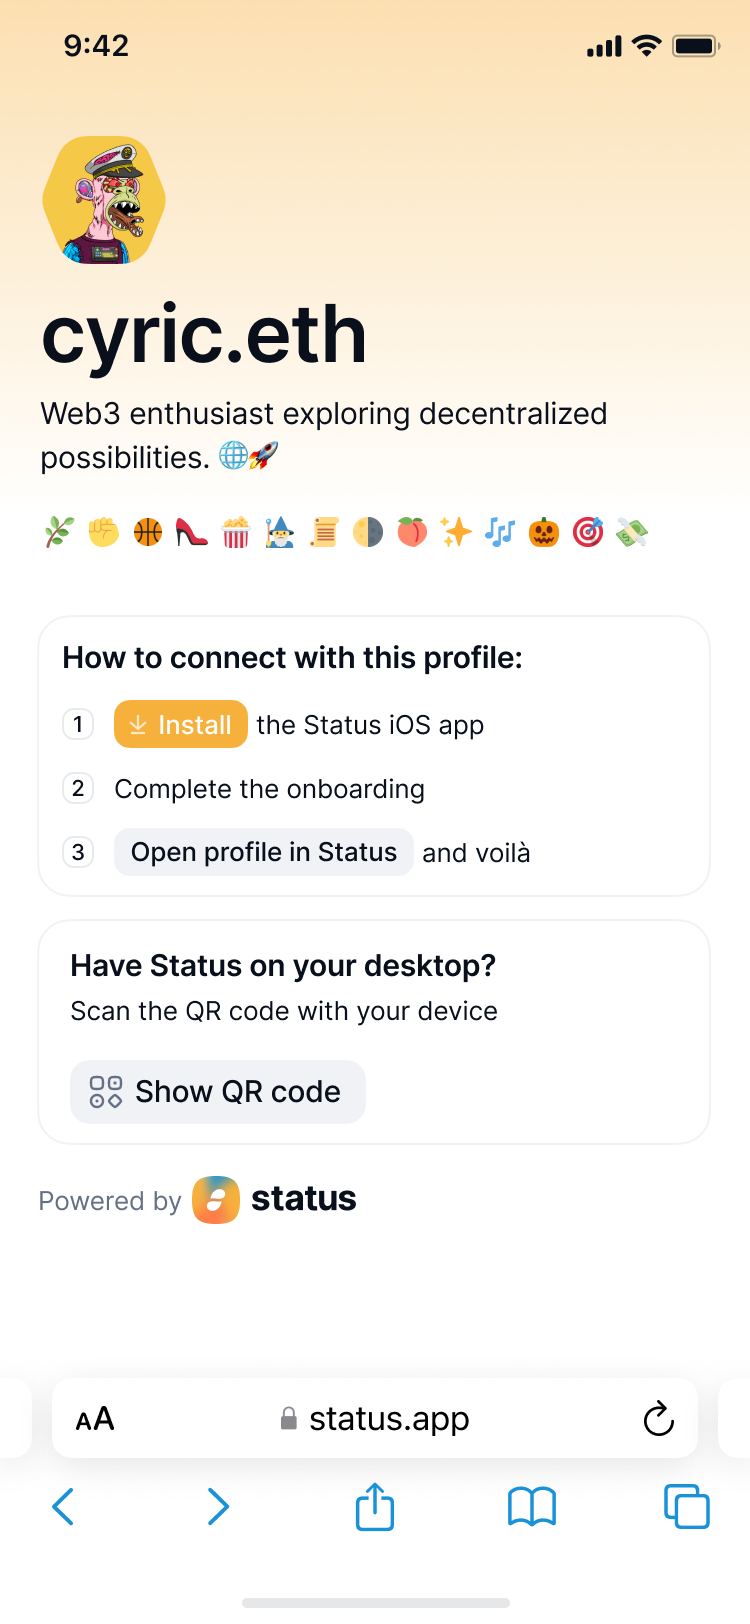 9:42
cyric.eth
Web3 enthusiast exploring decentralized
possibilities. 🌐🚀
🌿✊🏀👠🍿🧙‍♂️📜🌗🍑✨🎶🎃🎯💸
How to connect with this profile:
1 Install the Status iOS app
2 Complete the onboarding
3 Open profile in Status and voilà
Have Status on your desktop?
Scan the QR code with your device
Show QR code
Powered by status
AA status.app